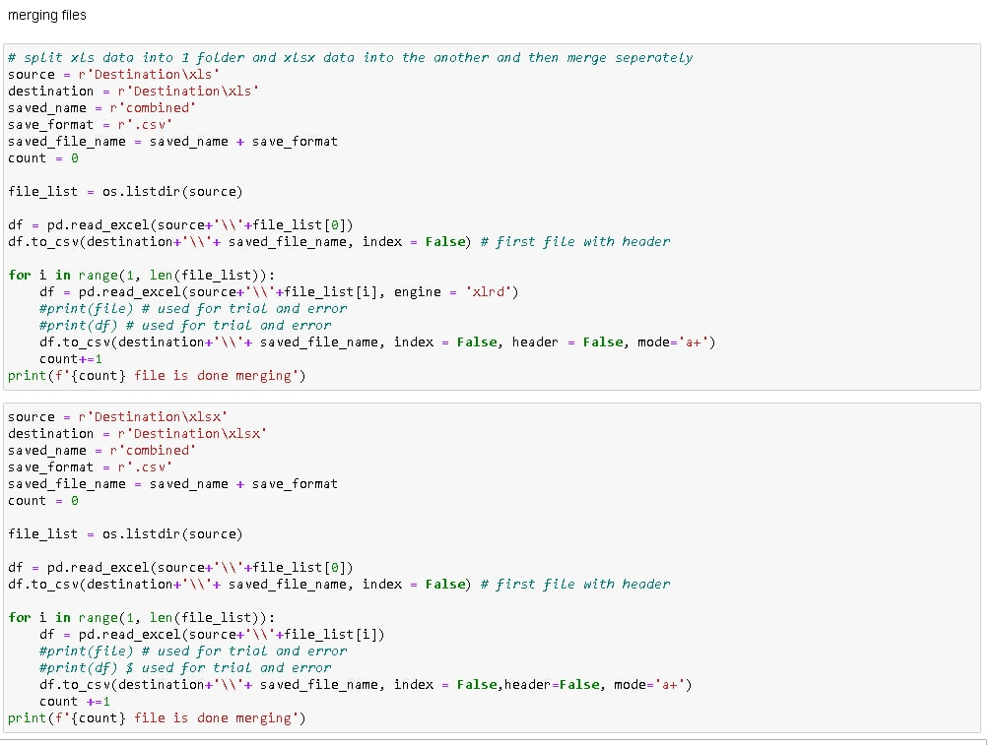 merging files
# split xls data into 1 folder and xlsx data into the another and then merge seperately
source = r'Destination\xls'
destination = r'Destination\xls'
saved_name = r'combined'
save_format = r'.csv'
saved_file_name = saved_name + save_format
count = 0
file_list = os.listdir(source)
df = pd.read_excel(source+'\\'+file_list[0])
df.to_csv(destination+'\\'+ saved_file_name, index = False) # first file with header
for i in range(1, len(file_list)):
    df = pd.read_excel(source+'\\'+file_list[i], engine = 'xlrd')
    #print(file) # used for trial and error
    #print(df) # used for trial and error
    df.to_csv(destination+'\\'+ saved_file_name, index = False, header = False, mode='a+')
    count+=1
print(f'{count} file is done merging')
source = r'Destination\xlsx'
destination = r'Destination\xlsx'
saved_name = r'combined'
save_format = r'.csv'
saved_file_name = saved_name + save_format
count = 0
file_list = os.listdir(source)
df = pd.read_excel(source+'\\'+file_list[0])
df.to_csv(destination+'\\'+ saved_file_name, index = False) # first file with header
for i in range(1, len(file_list)):
    df = pd.read_excel(source+'\\'+file_list[i])
    #print(file) # used for trial and error
    #print(df) $ used for trial and error
    df.to_csv(destination+'\\'+ saved_file_name, index = False,header=False, mode='a+')
    count +=1
print(f'{count} file is done merging')